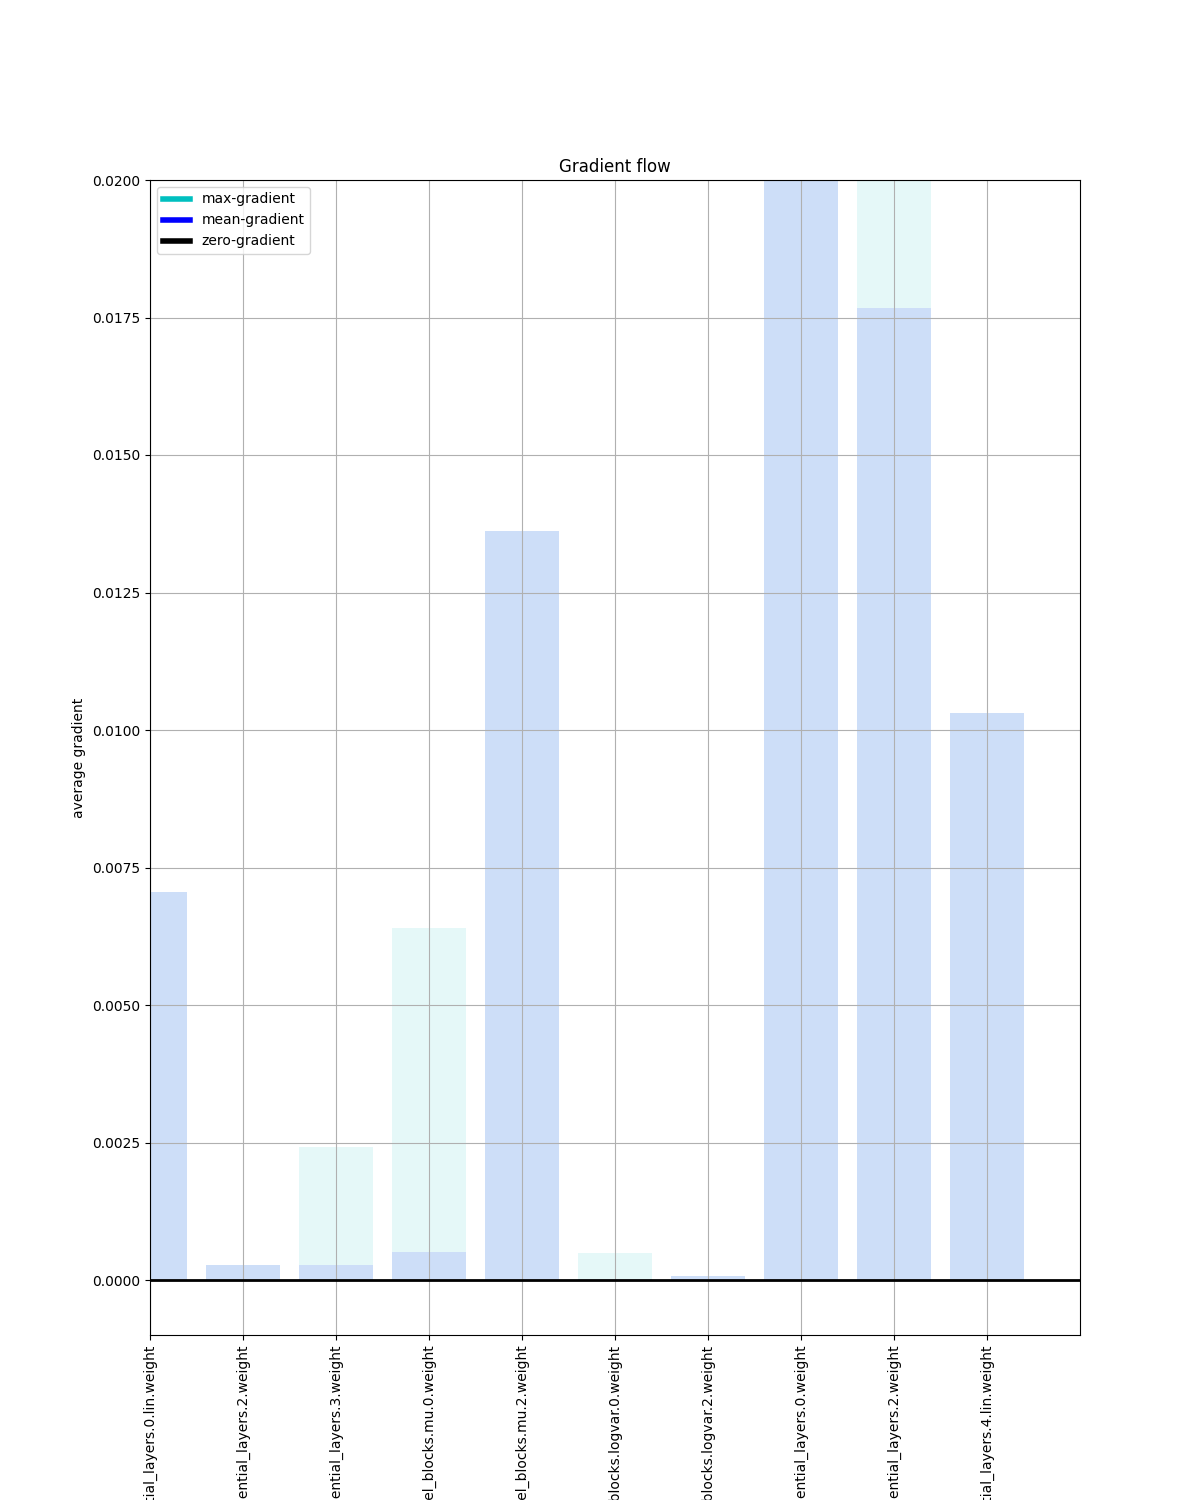 Gradient flow
max-gradient
mean-gradient
zero-gradient
0.0200
0.0175
0.0150
0.0125
0.0100
0.0075
0.0050
0.0025
0.0000
average gradient
tial_layers.0.lin.weight
ential_layers.2.weight
ential_layers.3.weight
el_blocks.mu.0.weight
el_blocks.mu.2.weight
blocks.logvar.0.weight
blocks.logvar.2.weight
ential_layers.0.weight
ential_layers.2.weight
tial_layers.4.lin.weight